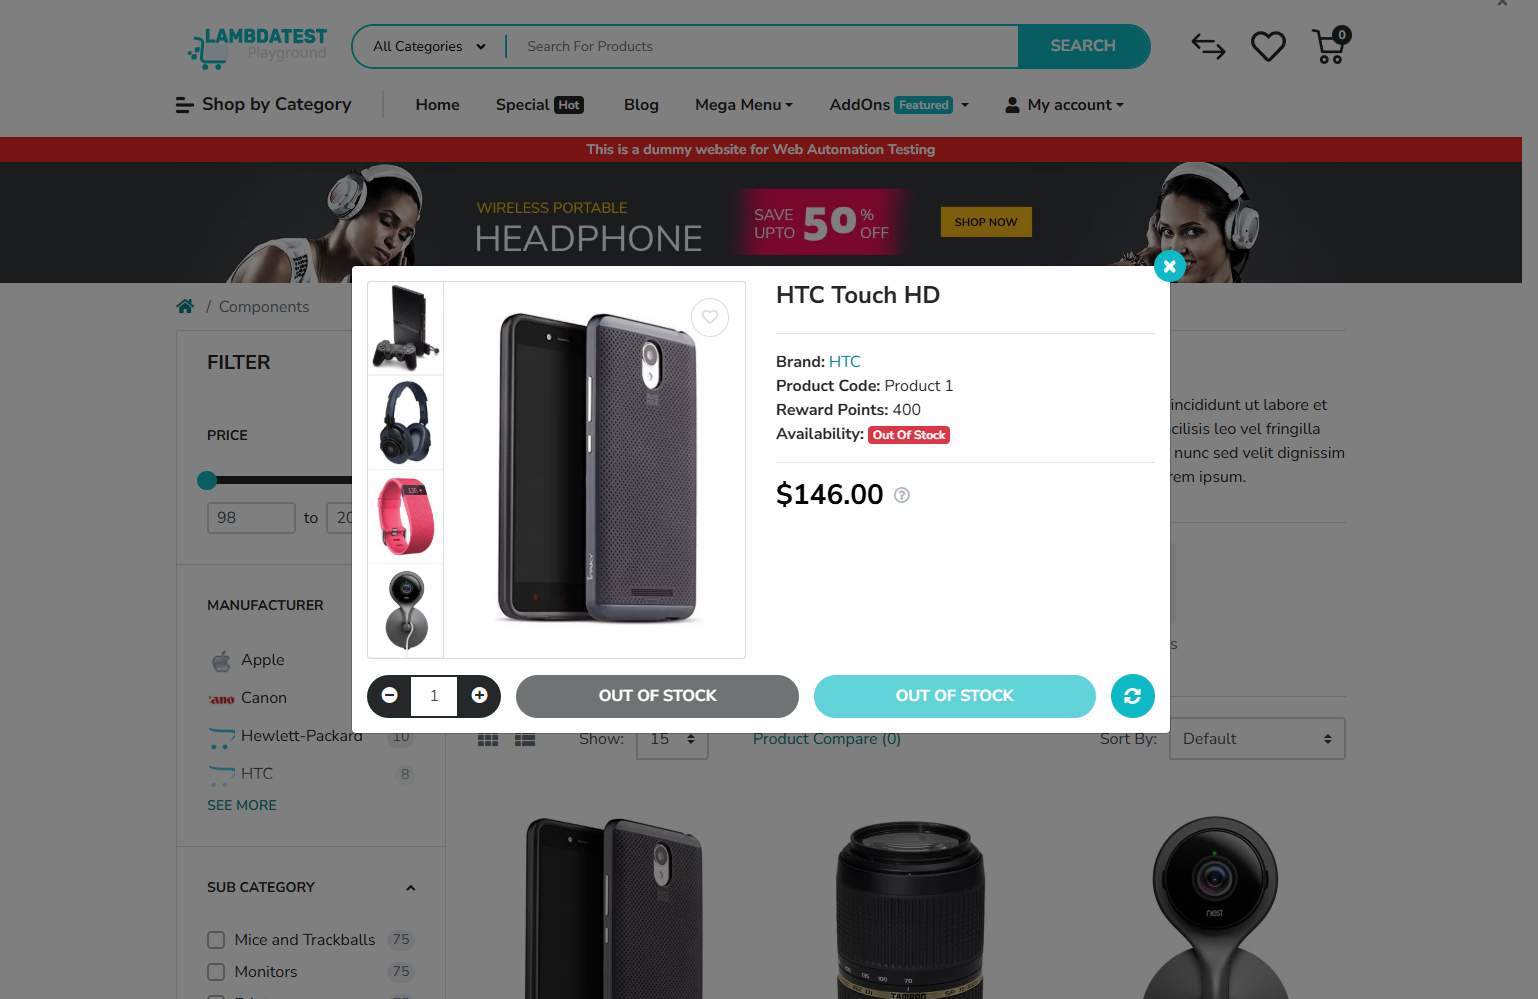 LAMBDATEST
Playground
All Categories
Search For Products
SEARCH
0
Shop by Category
Home
Special Hot
Blog
Mega Menu
AddOns Featured
My account
This is a dummy website for Web Automation Testing
WIRELESS PORTABLE
HEADPHONE
SAVE UPTO 50% OFF
SHOP NOW
/ Components
FILTER
PRICE
98 to 20
MANUFACTURER
Apple
Canon
Hewlett-Packard 10
HTC 8
SEE MORE
SUB CATEGORY
Mice and Trackballs 75
Monitors 75
HTC Touch HD
Brand: HTC
Product Code: Product 1
Reward Points: 400
Availability: Out Of Stock
$146.00
1
OUT OF STOCK
OUT OF STOCK
incididunt ut labore et
cilisis leo vel fringilla
nunc sed velit dignissim
rem ipsum.
s
Show: 15
Product Compare (0)
Sort By: Default
nest
TAMRON